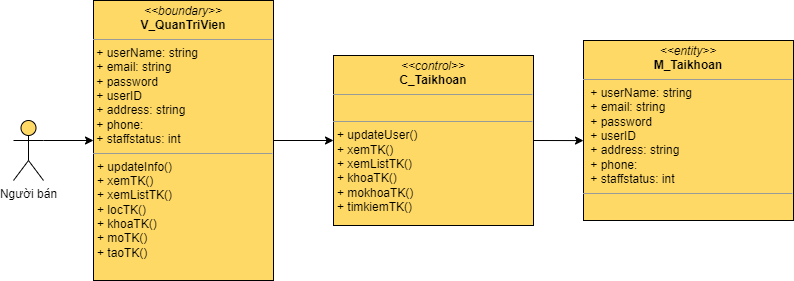 <<boundary>>
V_QuanTriVien
+ userName: string
+ email: string
+ password
+ userID
+ address: string
+ phone:
+ staffstatus: int
+ updateInfo()
+ xemTK()
+ xemListTK()
+ locTK()
+ khoaTK()
+ moTK()
+ taoTK()
Người bán
<<control>>
C_Taikhoan
+ updateUser()
+ xemTK()
+ xemListTK()
+ khoaTK()
+ mokhoaTK()
+ timkiemTK()
<<entity>>
M_Taikhoan
+ userName: string
+ email: string
+ password
+ userID
+ address: string
+ phone:
+ staffstatus: int